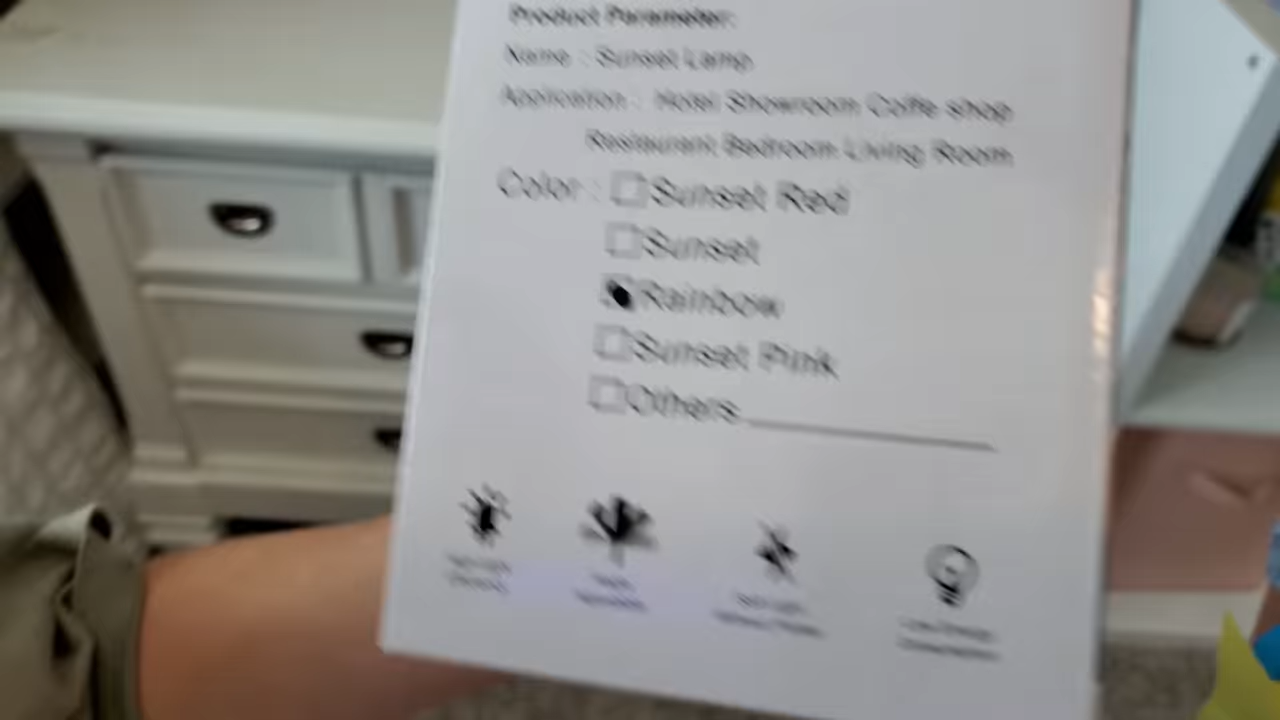 Product Parameter:
Name : Sunset Lamp
Application : Hotel Showroom Coffe shop
Restaurant Bedroom Living Room
Color : Sunset Red
Sunset
Rainbow
Sunset Pink
Others